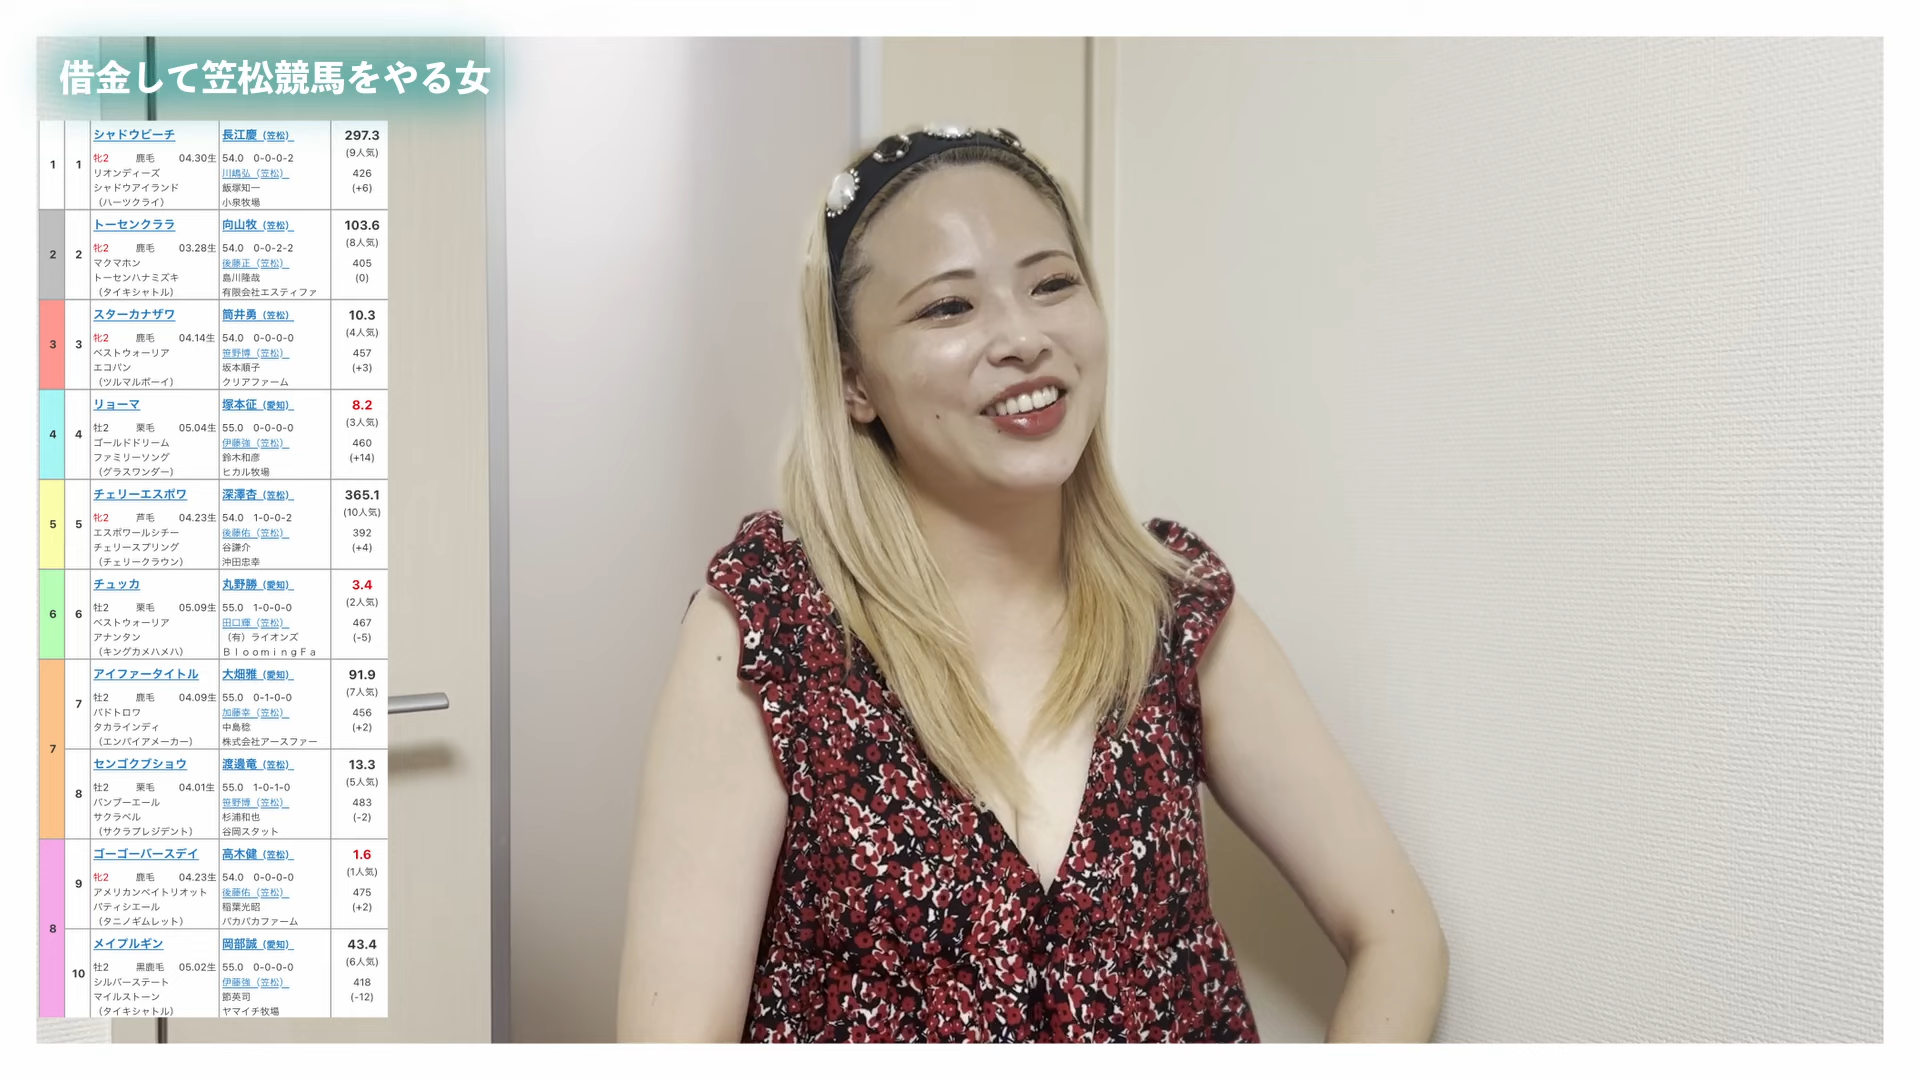 借金して笠松競馬をやる女
1 1 シャドウビーチ 長江慶（笠松） 297.3
(9人気)
牝2 鹿毛 04.30生 54.0 0-0-0-2
リオンディーズ 川嶋弘（笠松） 426
シャドウアイランド 飯塚知一 (+6)
（ハーツクライ） 小泉牧場
2 2 トーセンクララ 向山牧（笠松） 103.6
(8人気)
牝2 鹿毛 03.28生 54.0 0-0-2-2
マクマホン 後藤正（笠松） 405
トーセンハナミズキ 島川隆哉 (0)
（タイキシャトル） 有限会社エスティファ
3 3 スターカナザワ 筒井勇（笠松） 10.3
(4人気)
牝2 鹿毛 04.14生 54.0 0-0-0-0
ベストウォーリア 笹野博（笠松） 457
エコパン 坂本順子 (+3)
（ツルマルボーイ） クリアファーム
4 4 リョーマ 塚本征（愛知） 8.2
(3人気)
牡2 栗毛 05.04生 55.0 0-0-0-0
ゴールドドリーム 伊藤強（笠松） 460
ファミリーソング 鈴木和彦 (+14)
（グラスワンダー） ヒカル牧場
5 5 チェリーエスポワ 深澤杏（笠松） 365.1
(10人気)
牝2 芦毛 04.23生 54.0 1-0-0-2
エスポワールシチー 後藤佑（笠松） 392
チェリースプリング 谷謙介 (+4)
（チェリークラウン） 沖田忠幸
6 6 チュッカ 丸野勝（愛知） 3.4
(2人気)
牡2 栗毛 05.09生 55.0 1-0-0-0
ベストウォーリア 田口輝（笠松） 467
アナンタン （有）ライオンズ (-5)
（キングカメハメハ） ＢｌｏｏｍｉｎｇＦａ
7 7 アイファータイトル 大畑雅（愛知） 91.9
(7人気)
牡2 鹿毛 04.09生 55.0 0-1-0-0
バドトロワ 加藤幸（笠松） 456
タカラインディ 中島稔 (+2)
（エンパイアメーカー） 株式会社アースファー
8 センゴクブショウ 渡邊竜（笠松） 13.3
(5人気)
牡2 栗毛 04.01生 55.0 1-0-1-0
バンブーエール 笹野博（笠松） 483
サクラベル 杉浦和也 (-2)
（サクラプレジデント） 谷岡スタット
8 9 ゴーゴーバースデイ 高木健（笠松） 1.6
(1人気)
牝2 鹿毛 04.23生 54.0 0-0-0-0
アメリカンペイトリオット 後藤佑（笠松） 475
パティシエール 稲葉光昭 (+2)
（タニノギムレット） バカバカファーム
10 メイプルギン 岡部誠（愛知） 43.4
(6人気)
牡2 黒鹿毛 05.02生 55.0 0-0-0-0
シルバーステート 伊藤強（笠松） 418
マイルストーン 節英司 (-12)
（タイキシャトル） ヤマイチ牧場